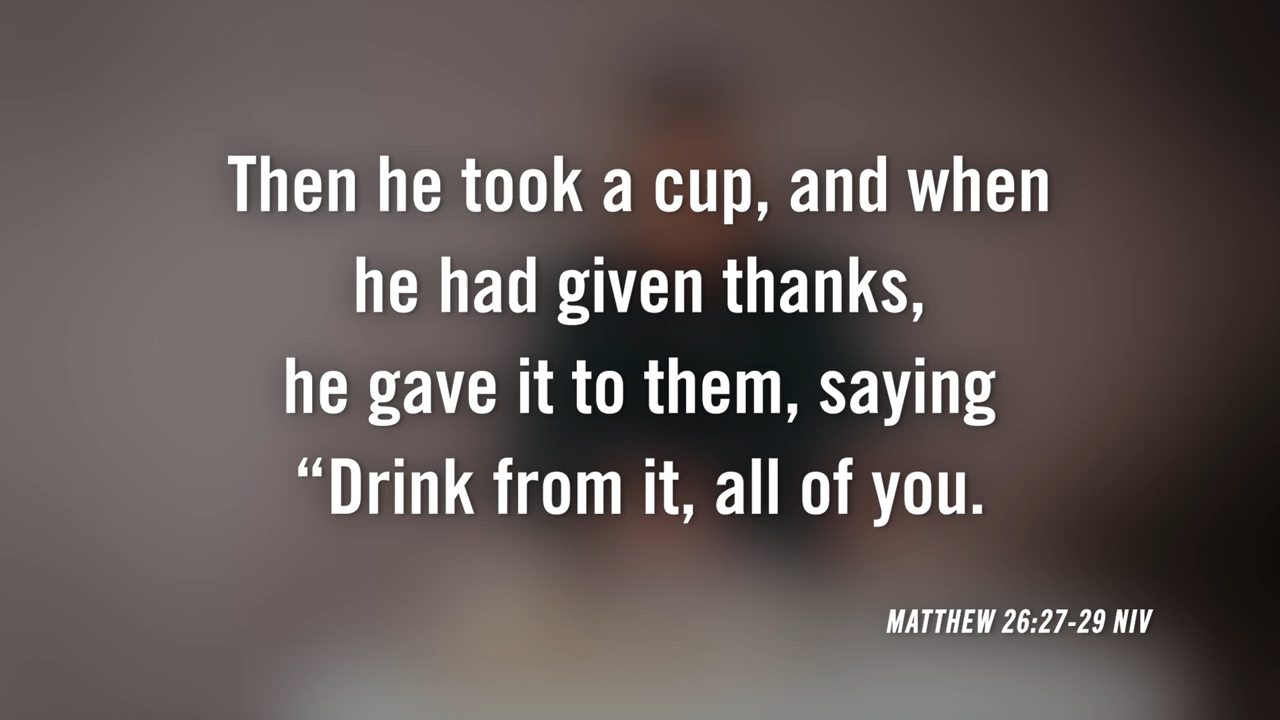 Then he took a cup, and when
he had given thanks,
he gave it to them, saying
“Drink from it, all of you.
MATTHEW 26:27-29 NIV